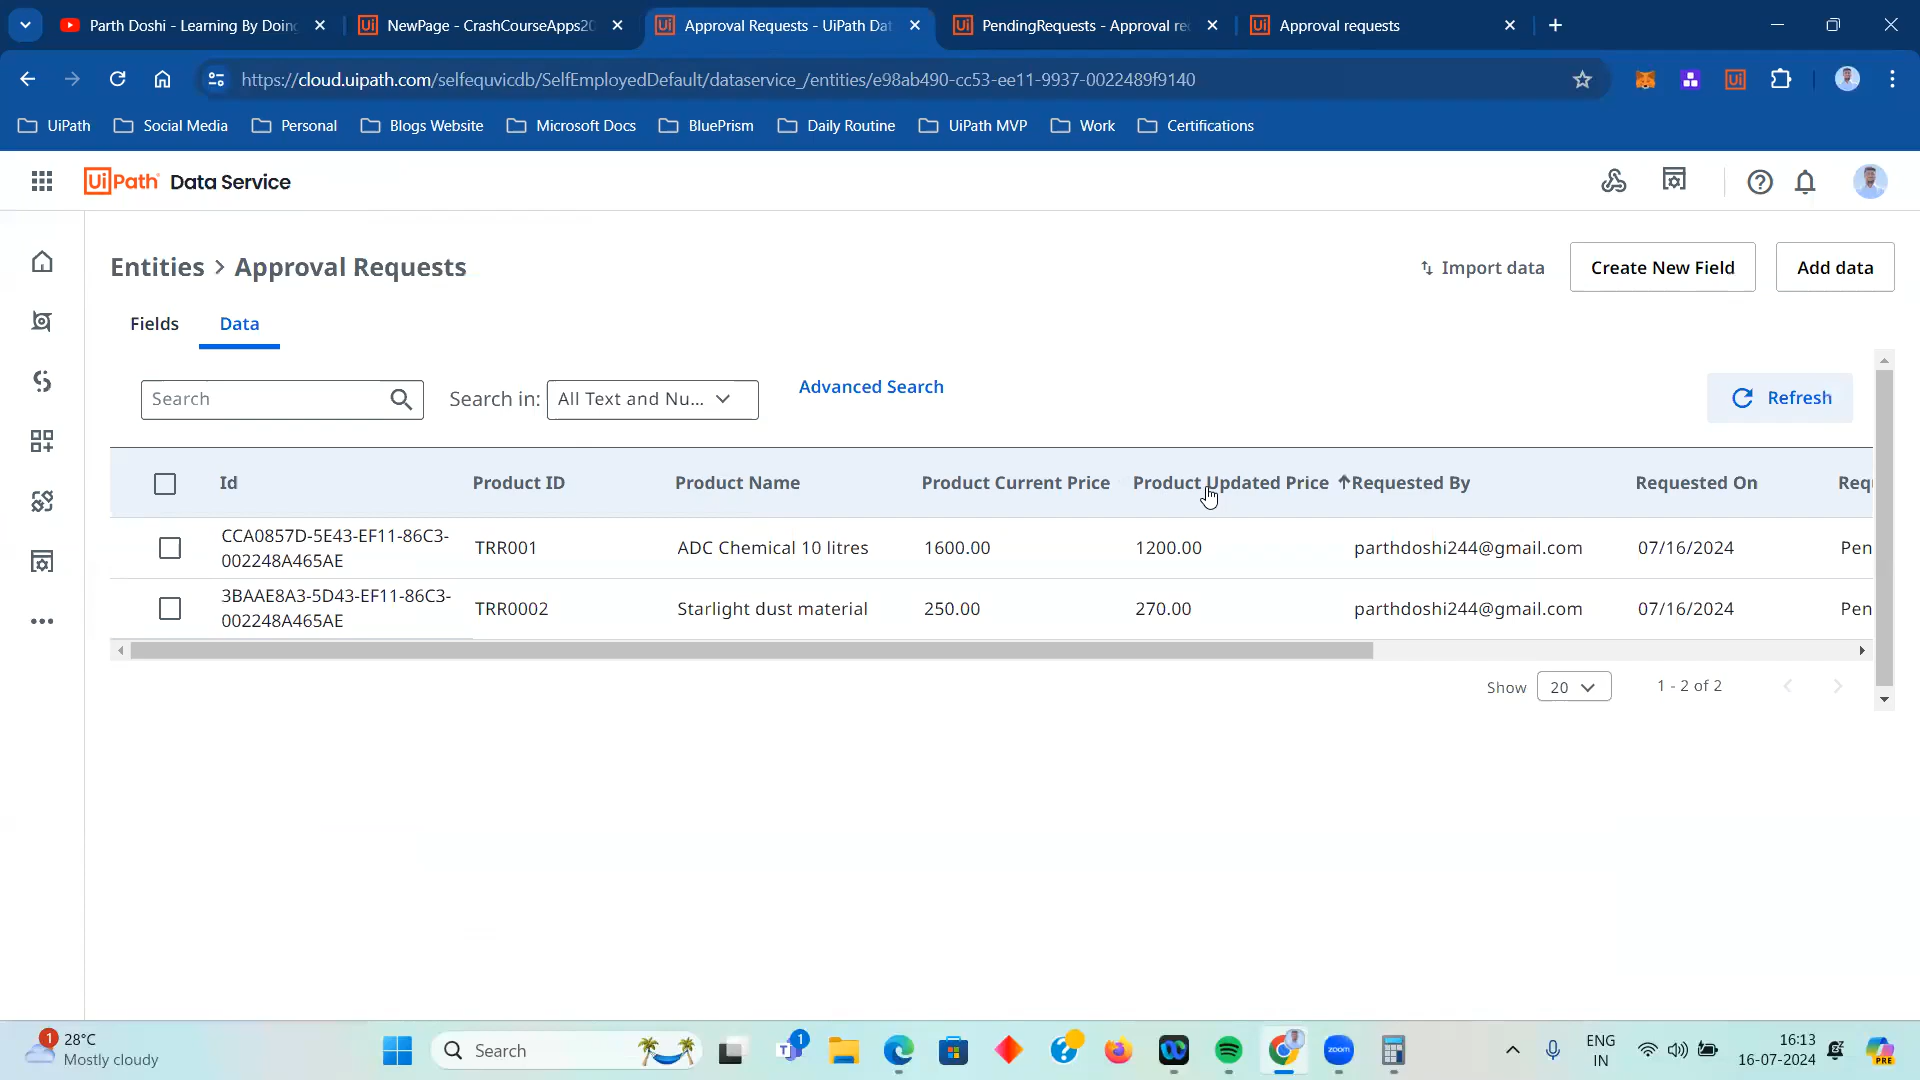 Parth Doshi - Learning By Doing
NewPage - CrashCourseApps20
Approval Requests - UiPath Dat
PendingRequests - Approval re
Approval requests
https://cloud.uipath.com/selfequvicdb/SelfEmployedDefault/dataservice_/entities/e98ab490-cc53-ee11-9937-0022489f9140
UiPath
Social Media
Personal
Blogs Website
Microsoft Docs
BluePrism
Daily Routine
UiPath MVP
Work
Certifications
UiPath Data Service
Entities > Approval Requests
Import data
Create New Field
Add data
Fields
Data
Search
Search in: All Text and Nu...
Advanced Search
Refresh
Id Product ID Product Name Product Current Price Product Updated Price Requested By Requested On Req
CCA0857D-5E43-EF11-86C3-
002248A465AE
TRR001 ADC Chemical 10 litres 1600.00 1200.00 parthdoshi244@gmail.com 07/16/2024 Pen
3BAAE8A3-5D43-EF11-86C3-
002248A465AE
TRR0002 Starlight dust material 250.00 270.00 parthdoshi244@gmail.com 07/16/2024 Pen
Show 20 1 - 2 of 2
1
28°C
Mostly cloudy
Search
1
zoom
ENG
IN
16:13
16-07-2024
PRE